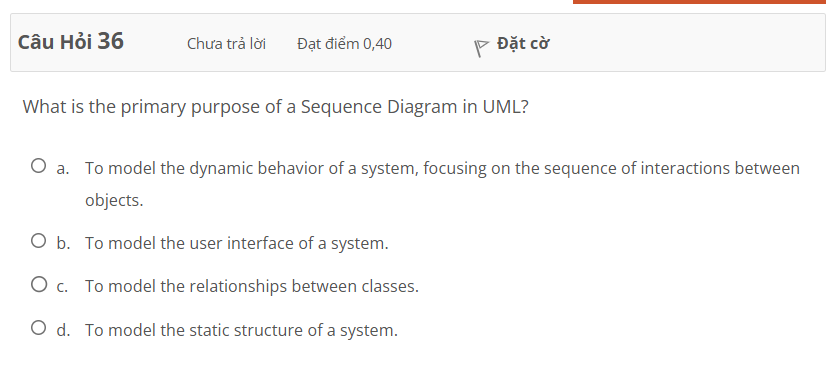 Câu Hỏi 36 Chưa trả lời Đạt điểm 0,40 Đặt cờ
What is the primary purpose of a Sequence Diagram in UML?
a. To model the dynamic behavior of a system, focusing on the sequence of interactions between
objects.
b. To model the user interface of a system.
c. To model the relationships between classes.
d. To model the static structure of a system.